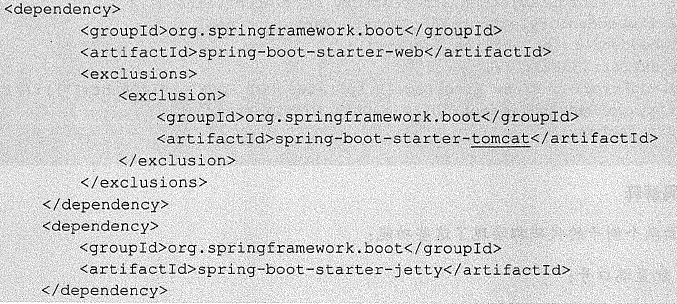 <dependency>
<groupId>org.springframework.boot</groupId>
<artifactId>spring-boot-starter-web</artifactId>
<exclusions>
<exclusion>
<groupId>org.springframework.boot</groupId>
<artifactId>spring-boot-starter-tomcat</artifactId>
</exclusion>
</exclusions>
</dependency>
<dependency>
<groupId>org.springframework.boot</groupId>
<artifactId>spring-boot-starter-jetty</artifactId>
</dependency>